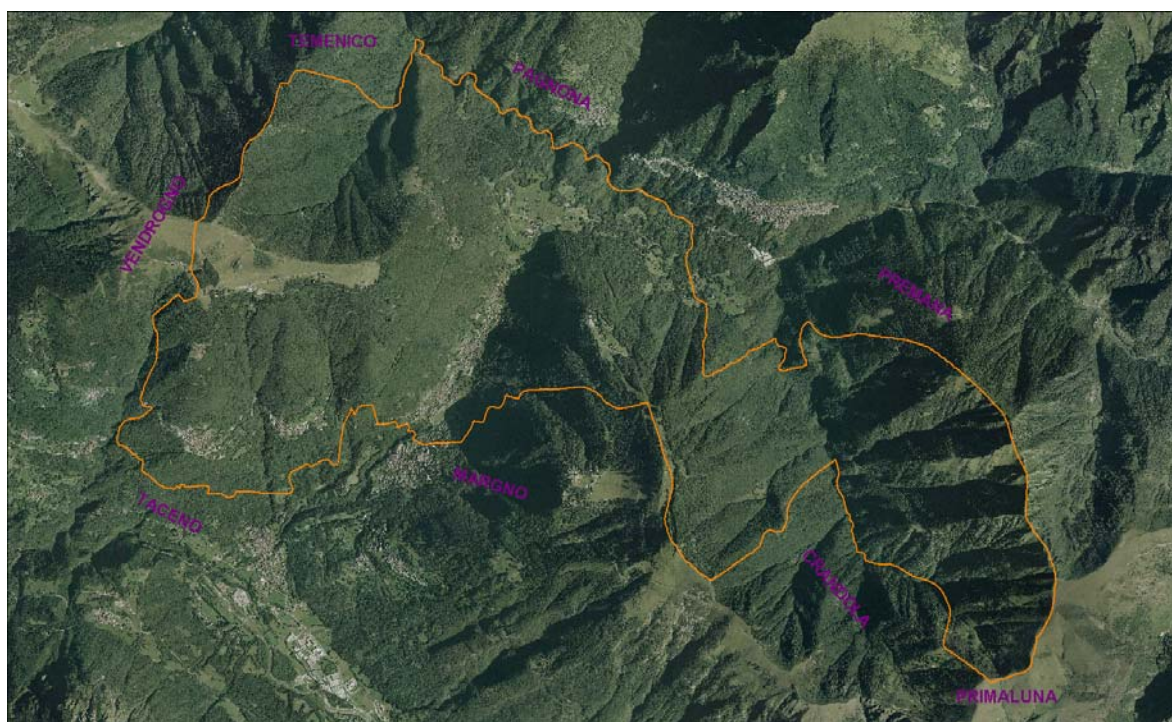 TEMENICO
PAGNONA
VENDROGNO
PREMANA
MARGNO
TACENO
CRANDOLA
PRIMALUNA